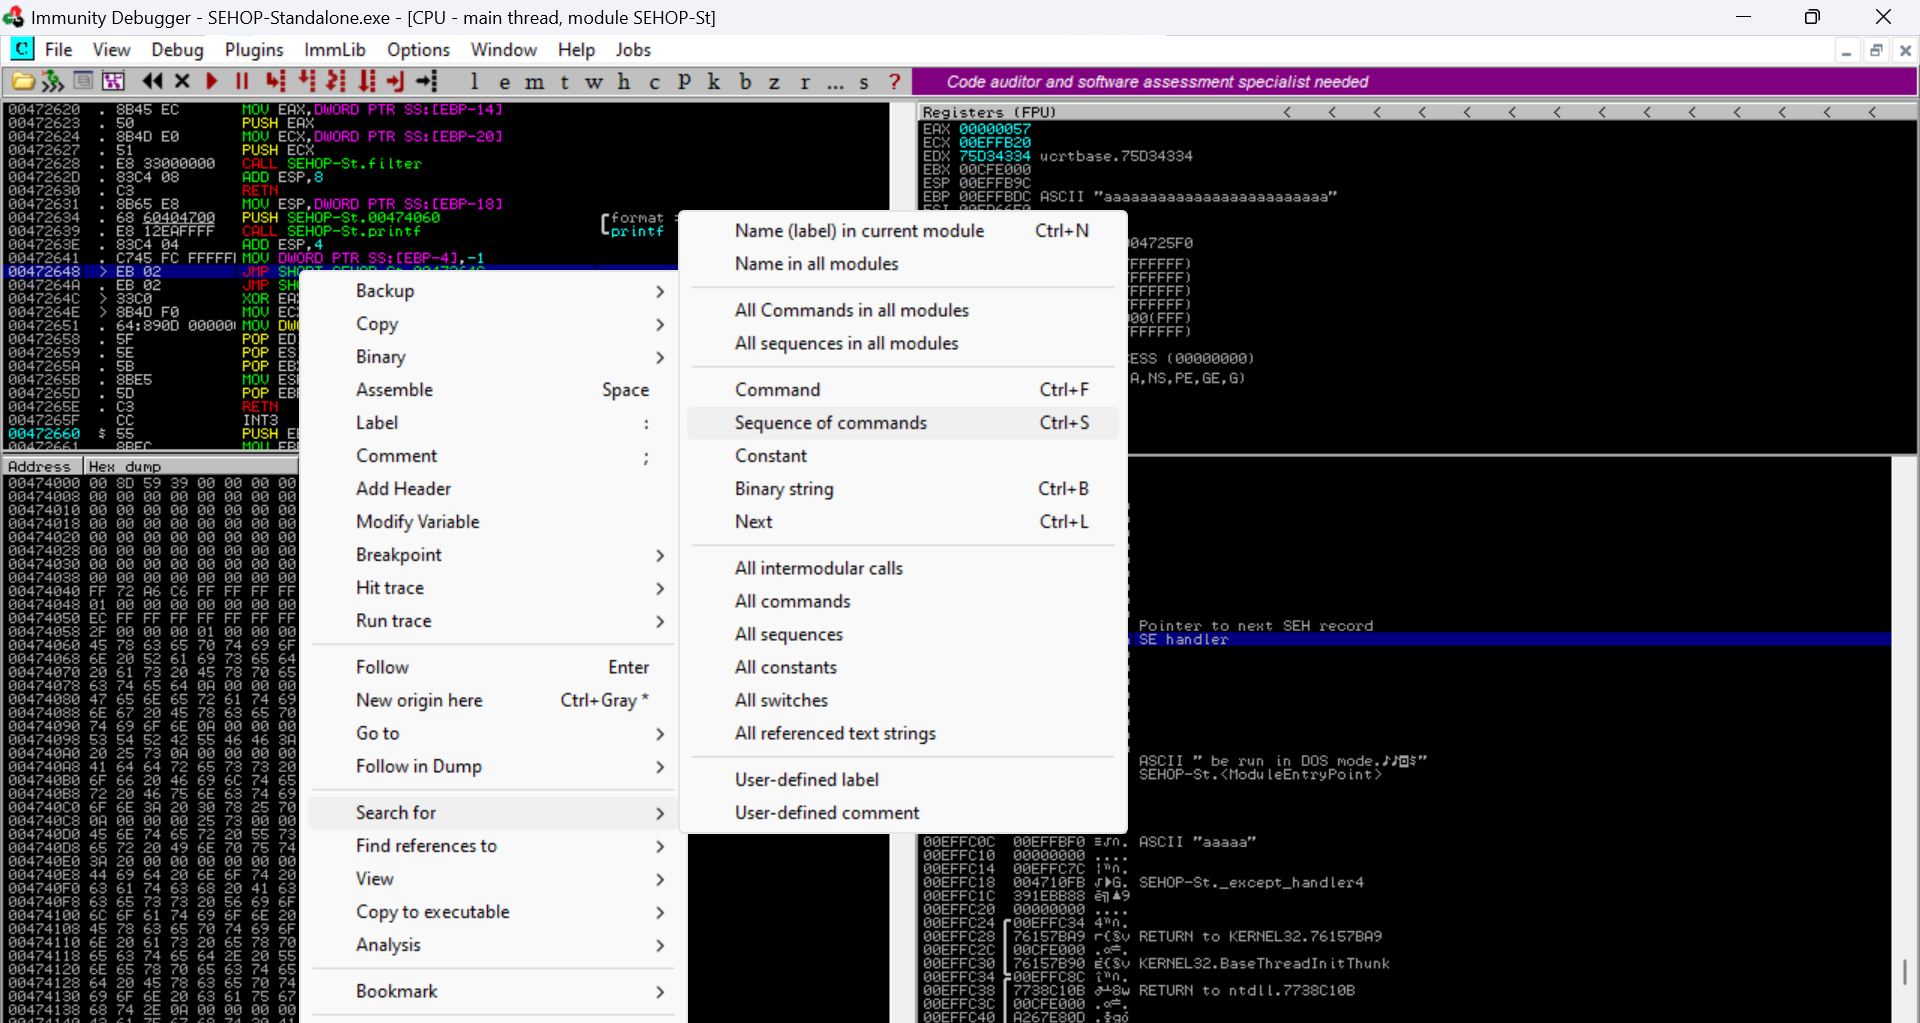 Immunity Debugger - SEHOP-Standalone.exe - [CPU - main thread, module SEHOP-St]
File View Debug Plugins ImmLib Options Window Help Jobs
l e m t w h c P k b z r ... s ?
Code auditor and software assessment specialist needed
00472620 . 8B45 EC MOV EAX,DWORD PTR SS:[EBP-14]
00472623 . 50 PUSH EAX
00472624 . 8B4D E0 MOV ECX,DWORD PTR SS:[EBP-20]
00472627 . 51 PUSH ECX
00472628 . E8 33000000 CALL SEHOP-St.filter
0047262D . 83C4 08 ADD ESP,8
00472630 . C3 RETN
00472631 . 8B65 E8 MOV ESP,DWORD PTR SS:[EBP-18]
00472634 . 68 60404700 PUSH SEHOP-St.00474060 format
00472639 . E8 12EAFFFF CALL SEHOP-St.printf printf
0047263E . 83C4 04 ADD ESP,4
00472641 . C745 FC FFFFFF MOV DWORD PTR SS:[EBP-4],-1
00472648 > EB 02 JMP
0047264A . EB 02 JMP
0047264C > 33C0 XOR
0047264E > 8B4D F0 MOV
00472651 . 64:890D 00000 MOV
00472658 . 5F POP
00472659 . 5E POP
0047265A . 5B POP
0047265B . 8BE5 MOV
0047265D . 5D POP
0047265E . C3 RETN
0047265F CC INT3
00472660 $ 55 PUSH
Registers (FPU)
EAX 00000057
ECX 00EFFB20
EDX 75D34334 ucrtbase.75D34334
EBX 00CFE000
ESP 00EFFB9C
EBP 00EFFBDC ASCII "aaaaaaaaaaaaaaaaaaaaaaaaa"
004725F0
FFFFFF)
FFFFFF)
FFFFFF)
FFFFFF)
000(FFF)
FFFFFF)
ESS (00000000)
A,NS,PE,GE,G)
Backup
Copy
Binary
Assemble Space
Label :
Comment ;
Add Header
Modify Variable
Breakpoint
Hit trace
Run trace
Follow Enter
New origin here Ctrl+Gray *
Go to
Follow in Dump
Search for
Find references to
View
Copy to executable
Analysis
Bookmark
Name (label) in current module Ctrl+N
Name in all modules
All Commands in all modules
All sequences in all modules
Command Ctrl+F
Sequence of commands Ctrl+S
Constant
Binary string Ctrl+B
Next Ctrl+L
All intermodular calls
All commands
All sequences
All constants
All switches
All referenced text strings
User-defined label
User-defined comment
Address Hex dump
00474000 00 8D 59 39 00 00 00 00
00474008 00 00 00 00 00 00 00 00
00474010 00 00 00 00 00 00 00 00
00474018 00 00 00 00 00 00 00 00
00474020 00 00 00 00 00 00 00 00
00474028 00 00 00 00 00 00 00 00
00474030 00 00 00 00 00 00 00 00
00474038 00 00 00 00 00 00 00 00
00474040 FF 72 A6 C6 FF FF FF FF
00474048 01 00 00 00 00 00 00 00
00474050 EC FF FF FF FF FF FF FF
00474058 2F 00 00 00 01 00 00 00
00474060 45 78 63 65 70 74 69 6F
00474068 6E 20 52 61 69 73 65 64
00474070 20 61 73 20 45 78 70 65
00474078 63 74 65 64 0A 00 00 00
00474080 47 65 6E 65 72 61 74 69
00474088 6E 67 20 45 78 63 65 70
00474090 74 69 6F 6E 0A 00 00 00
00474098 53 54 52 42 55 46 46 3A
004740A0 20 25 73 0A 00 00 00 00
004740A8 41 64 64 72 65 73 73 20
004740B0 6F 66 20 46 69 6C 74 65
004740B8 72 20 46 75 6E 63 74 69
004740C0 6F 6E 3A 20 30 78 25 70
004740C8 0A 00 00 00 25 73 00 00
004740D0 45 6E 74 65 72 20 55 73
004740D8 65 72 20 49 6E 70 75 74
004740E0 3A 20 00 00 00 00 00 00
004740E8 44 69 64 20 6E 6F 74 20
004740F0 63 61 74 63 68 20 41 63
004740F8 63 65 73 73 20 56 69 6F
00474100 6C 6F 61 74 69 6F 6E 20
00474108 45 78 63 65 70 74 69 6F
00474110 6E 20 61 73 20 65 78 70
00474118 65 63 74 65 64 2E 20 55
00474120 6E 65 78 70 65 63 74 65
00474128 64 20 45 78 63 65 70 74
00474130 69 6F 6E 20 63 61 75 67
00474138 68 74 2E 0A 00 00 00 00
Pointer to next SEH record
SE handler
ASCII " be run in DOS mode.
SEHOP-St.<ModuleEntryPoint>
00EFFC0C 00EFFBF0 ASCII "aaaaa"
00EFFC10 00000000 ....
00EFFC14 00EFFC7C
00EFFC18 004710FB SEHOP-St._except_handler4
00EFFC1C 391EBB88
00EFFC20 00000000 ....
00EFFC24 00EFFC34
00EFFC28 76157BA9 RETURN to KERNEL32.76157BA9
00EFFC2C 00CFE000
00EFFC30 76157B90 KERNEL32.BaseThreadInitThunk
00EFFC34 00EFFC8C
00EFFC38 7738C10B RETURN to ntdll.7738C10B
00EFFC3C 00CFE000
00EFFC40 A267E80D